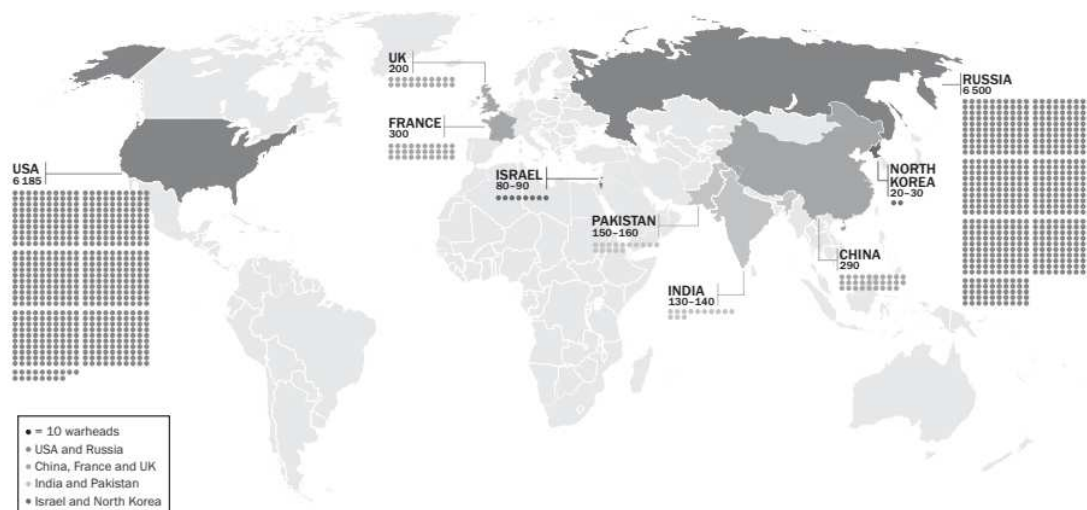 UK
200
FRANCE
300
RUSSIA
6 500
USA
6 185
ISRAEL
80–90
NORTH
KOREA
20–30
PAKISTAN
150–160
CHINA
290
INDIA
130–140
= 10 warheads
USA and Russia
China, France and UK
India and Pakistan
Israel and North Korea